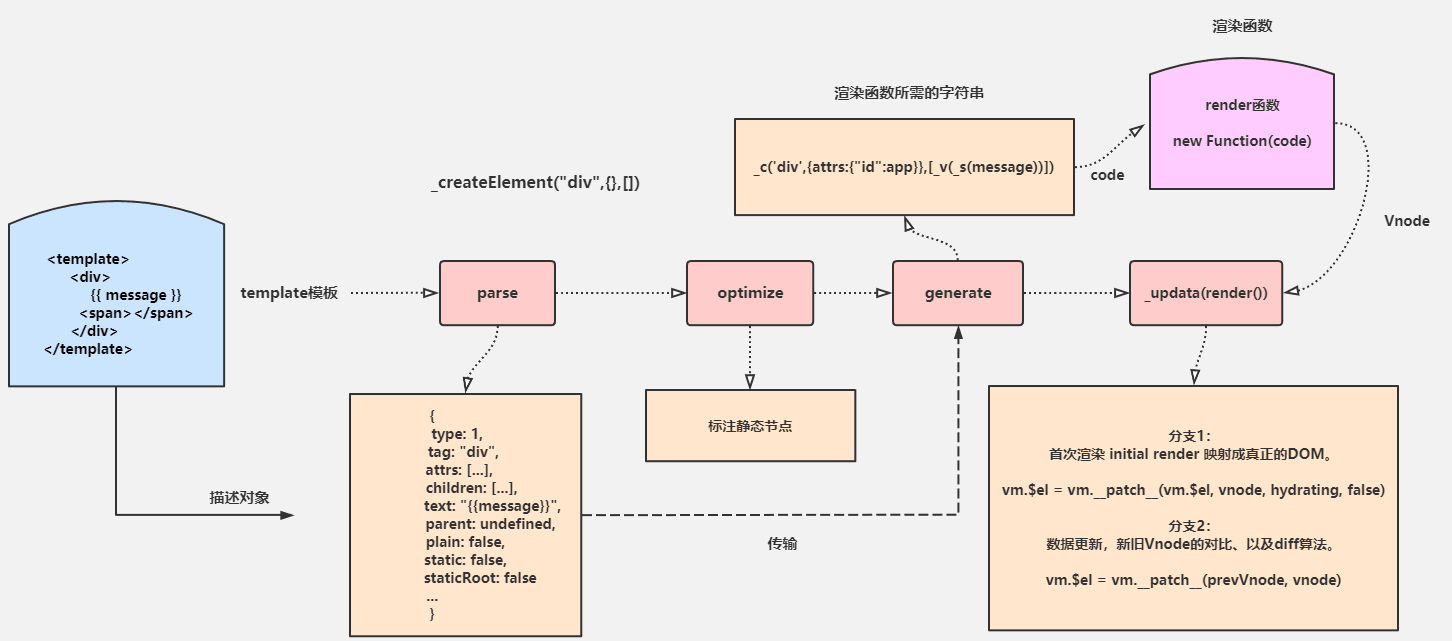 渲染函数
渲染函数所需的字符串
render函数
new Function(code)
_c('div',{attrs:{"id":app}},[_v(_s(message))])
code
_createElement("div",{},[])
Vnode
<template>
<div>
{{ message }}
<span></span>
</div>
</template>
template模板
parse
optimize
generate
_updata(render())
{
type: 1,
tag: "div",
attrs: [...],
children: [...],
text: "{{message}}",
parent: undefined,
plain: false,
static: false,
staticRoot: false
...
}
标注静态节点
描述对象
传输
分支1：
首次渲染 initial render 映射成真正的DOM。
vm.$el = vm.__patch__(vm.$el, vnode, hydrating, false)
分支2：
数据更新，新旧Vnode的对比、以及diff算法。
vm.$el = vm.__patch__(prevVnode, vnode)